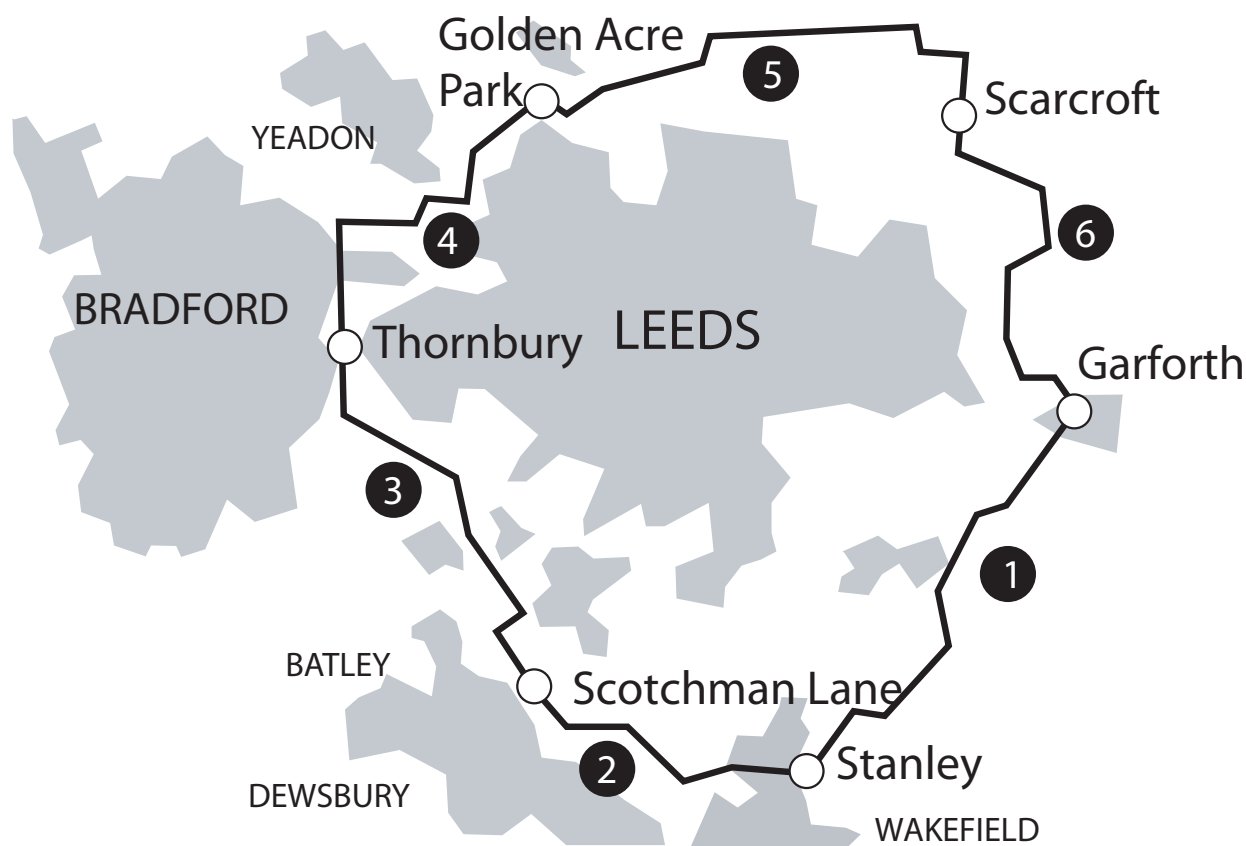 Golden Acre
Park
5
Scarcroft
YEADON
4
6
BRADFORD
Thornbury
LEEDS
Garforth
3
1
BATLEY
Scotchman Lane
2
Stanley
DEWSBURY
WAKEFIELD